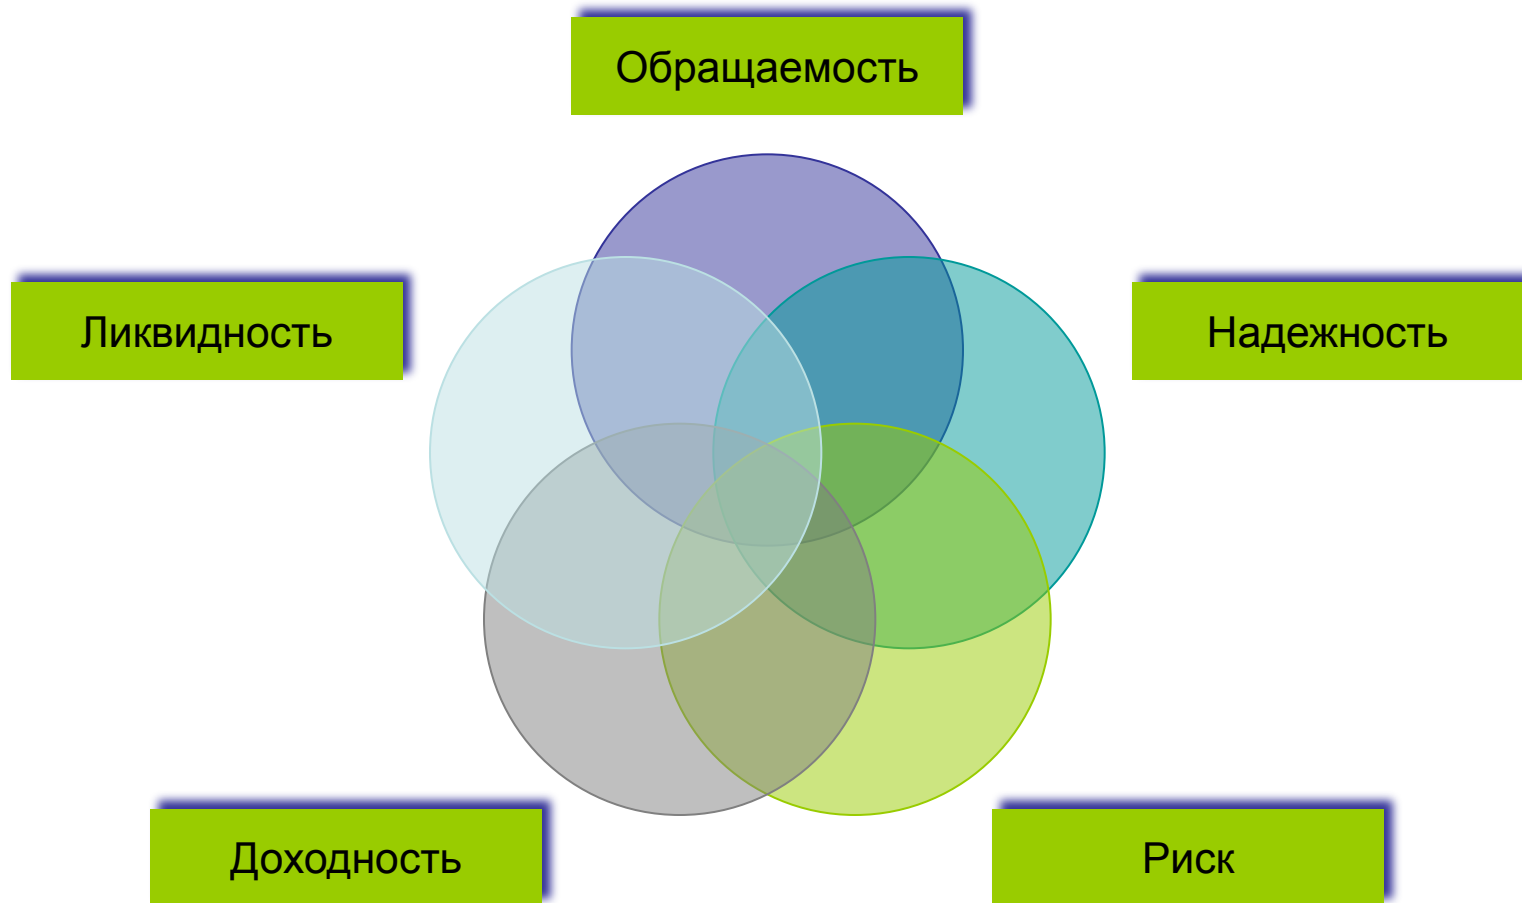 Обращаемость
Ликвидность
Надежность
Доходность
Риск